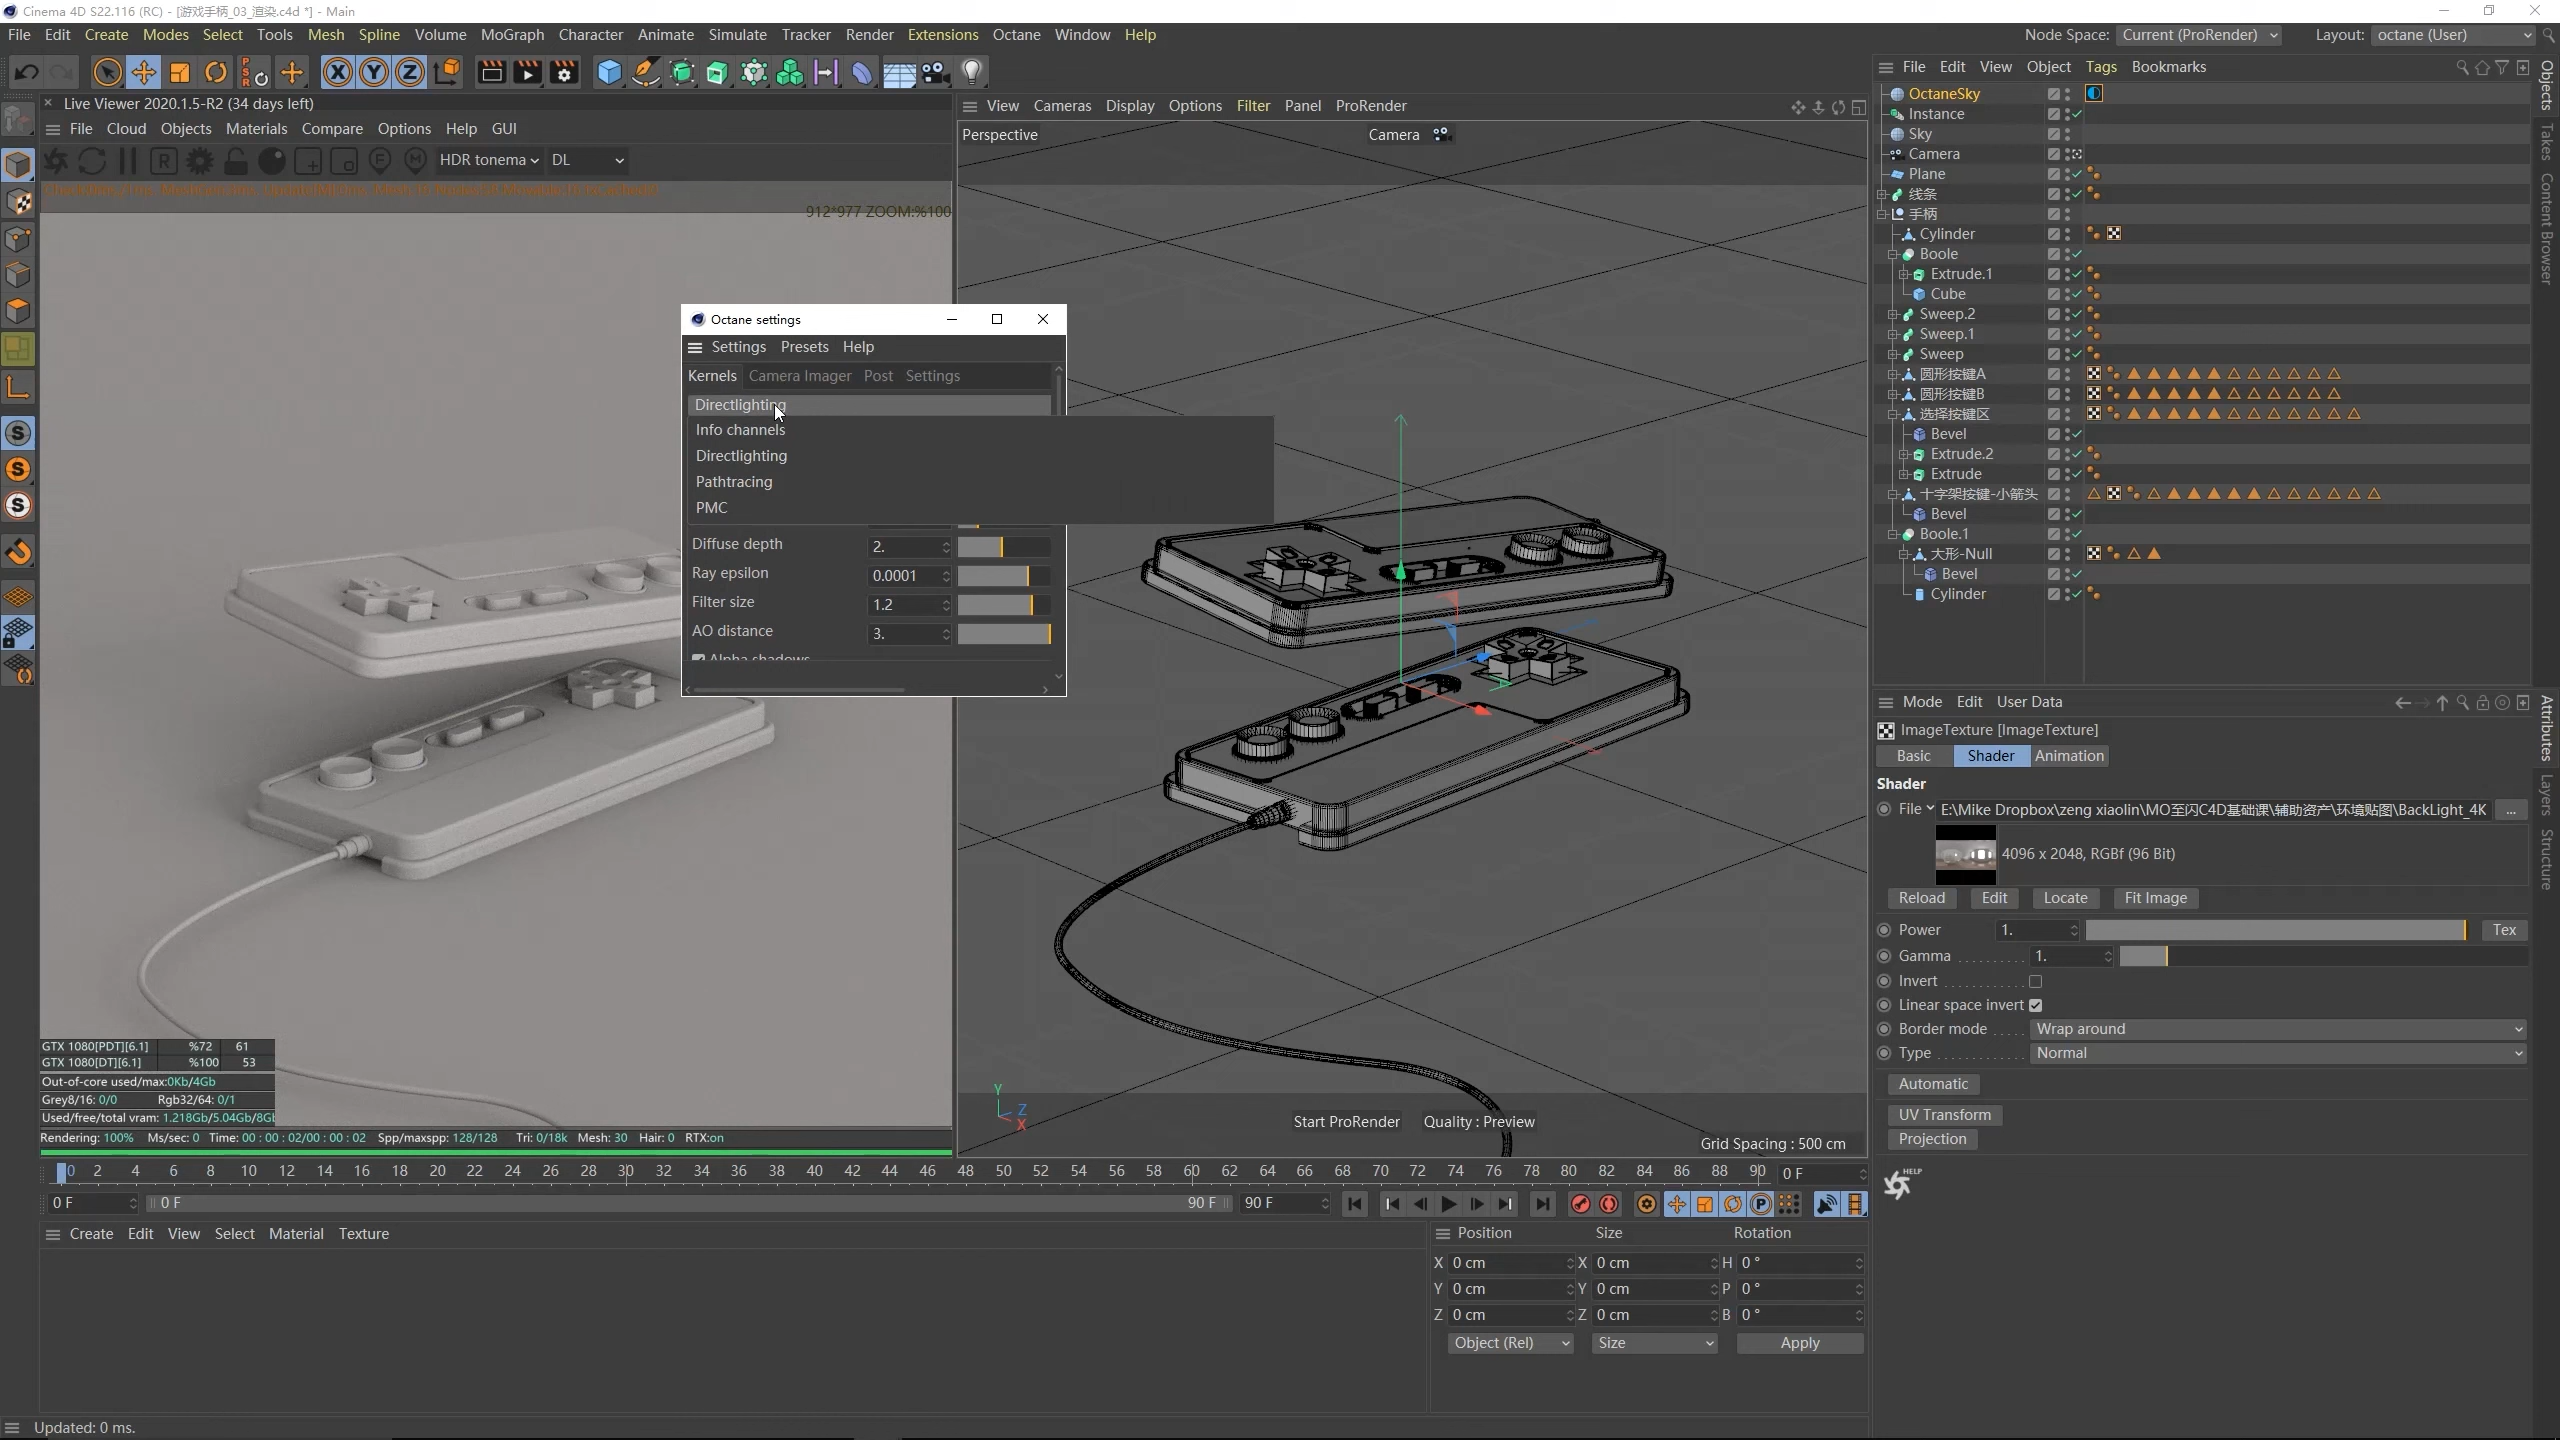 Cinema 4D S22.116 (RC) - [游戏手柄_03_渲染.c4d *] - Main
File Edit Create Modes Select Tools Mesh Spline Volume MoGraph Character Animate Simulate Tracker Render Extensions Octane Window Help
Node Space: Current (ProRender) Layout: octane (User)
Live Viewer 2020.1.5-R2 (34 days left)
File Cloud Objects Materials Compare Options Help GUI
HDR tonema DL
912*977 ZOOM:%100
View Cameras Display Options Filter Panel ProRender
Perspective
Camera
Octane settings
Settings Presets Help
Kernels Camera Imager Post Settings
Directlighting
Info channels
Directlighting
Pathtracing
PMC
Diffuse depth 2.
Ray epsilon 0.0001
Filter size 1.2
AO distance 3.
Alpha shadows
GTX 1080[PDT][6.1] %72 61
GTX 1080[DT][6.1] %100 53
Out-of-core used/max:0Kb/4Gb
Grey8/16: 0/0 Rgb32/64: 0/1
Used/free/total vram: 1.218Gb/5.04Gb/8Gb
Rendering: 100% Ms/sec: 0 Time: 00 : 00 : 02/00 : 00 : 02 Spp/maxspp: 128/128 Tri: 0/18k Mesh: 30 Hair: 0 RTX:on
Y
Z
X
Start ProRender Quality : Preview
Grid Spacing : 500 cm
0 2 4 6 8 10 12 14 16 18 20 22 24 26 28 30 32 34 36 38 40 42 44 46 48 50 52 54 56 58 60 62 64 66 68 70 72 74 76 78 80 82 84 86 88 90 0 F
0 F 0 F 90 F 90 F
Create Edit View Select Material Texture
Position Size Rotation
X 0 cm X 0 cm H 0 °
Y 0 cm Y 0 cm P 0 °
Z 0 cm Z 0 cm B 0 °
Object (Rel) Size Apply
Updated: 0 ms.
File Edit View Object Tags Bookmarks
OctaneSky
Instance
Sky
Camera
Plane
线条
手柄
Cylinder
Boole
Extrude.1
Cube
Sweep.2
Sweep.1
Sweep
圆形按键A
圆形按键B
选择按键区
Bevel
Extrude.2
Extrude
十字架按键-小箭头
Bevel
Boole.1
大形-Null
Bevel
Cylinder
Objects
Takes
Content Browser
Mode Edit User Data
ImageTexture [ImageTexture]
Basic Shader Animation
Shader
File E:\Mike Dropbox\zeng xiaolin\MO至闪C4D基础课\辅助资产\环境贴图\BackLight_4K ...
4096 x 2048, RGBf (96 Bit)
Reload Edit Locate Fit Image
Power 1. Tex
Gamma 1.
Invert
Linear space invert
Border mode Wrap around
Type Normal
Automatic
UV Transform
Projection
HELP
Attributes
Layers
Structure